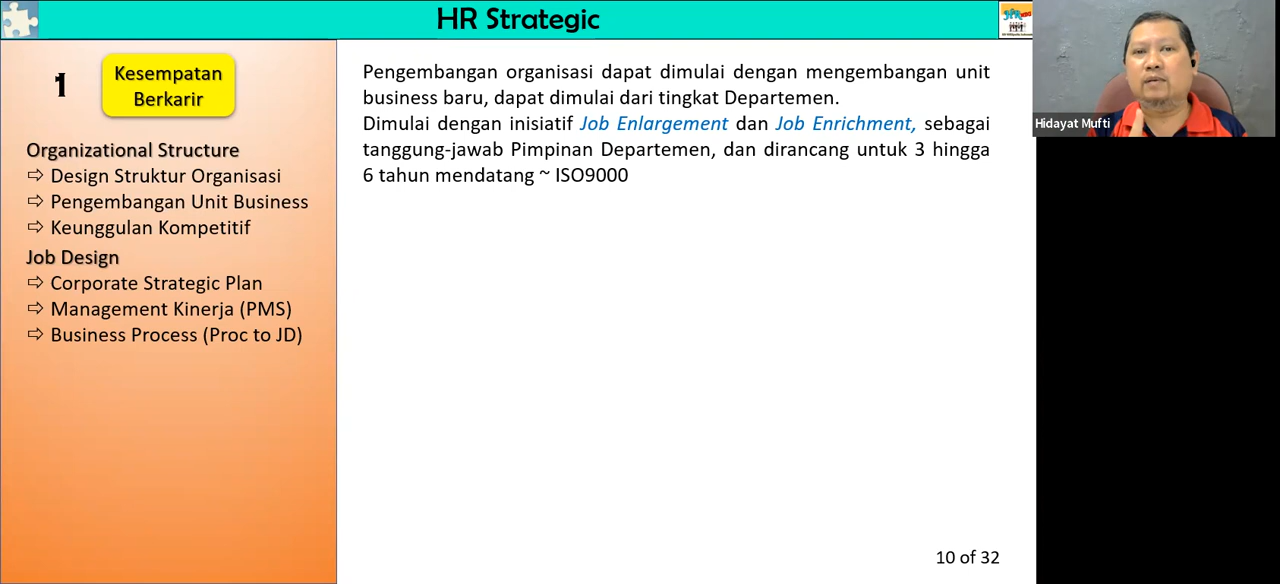 HR Strategic
1
Kesempatan
Berkarir
Organizational Structure
⇨ Design Struktur Organisasi
⇨ Pengembangan Unit Business
⇨ Keunggulan Kompetitif
Job Design
⇨ Corporate Strategic Plan
⇨ Management Kinerja (PMS)
⇨ Business Process (Proc to JD)
Pengembangan organisasi dapat dimulai dengan mengembangan unit
business baru, dapat dimulai dari tingkat Departemen.
Dimulai dengan inisiatif Job Enlargement dan Job Enrichment, sebagai
tanggung-jawab Pimpinan Departemen, dan dirancang untuk 3 hingga
6 tahun mendatang ~ ISO9000
10 of 32
Hidayat Mufti